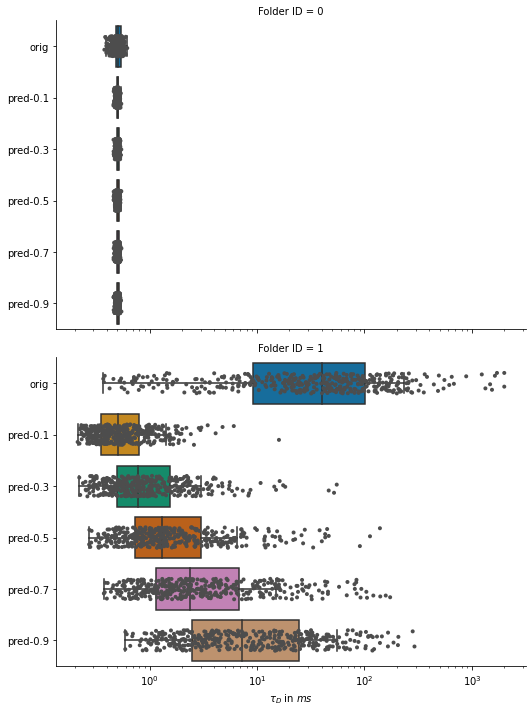 Folder ID = 0
orig
pred-0.1
pred-0.3
pred-0.5
pred-0.7
pred-0.9
Folder ID = 1
orig
pred-0.1
pred-0.3
pred-0.5
pred-0.7
pred-0.9
10⁰ 10¹ 10² 10³
τ_D in ms